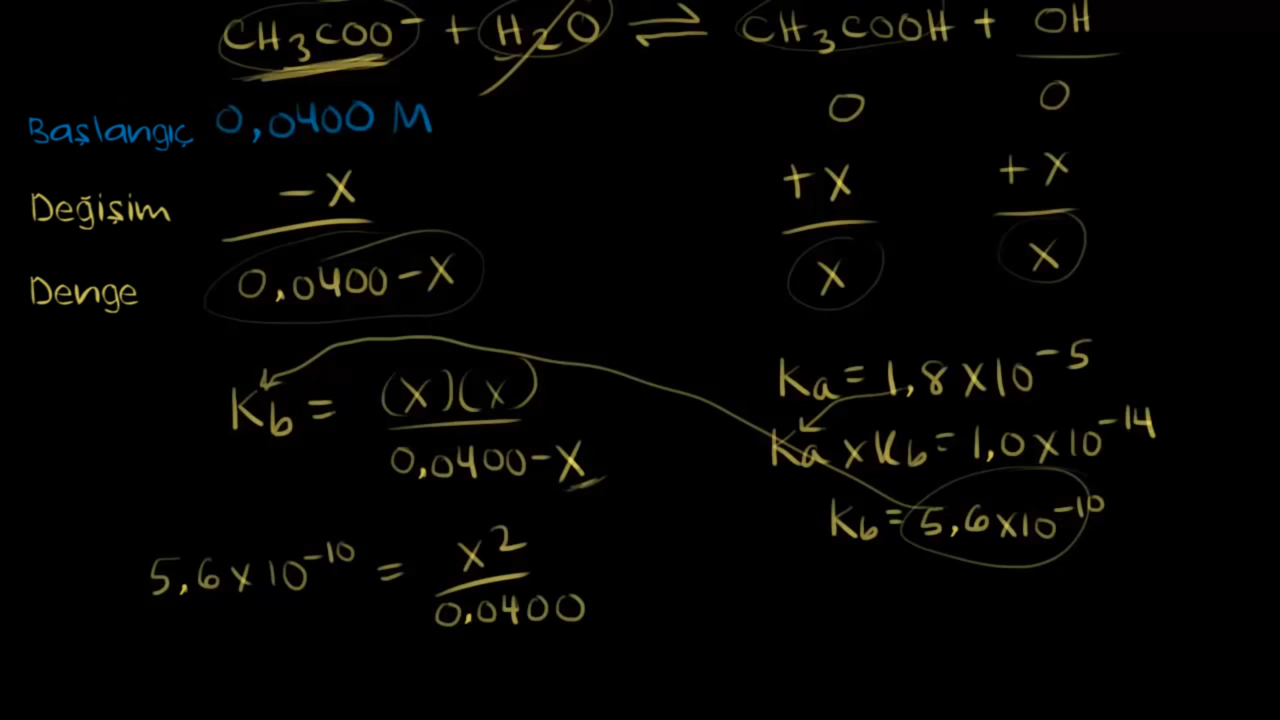 CH₃COO⁻ + H₂O ⇌ CH₃COOH + OH
Başlangıç 0,0400 M 0 0
Değişim -X +X +X
Denge 0,0400-X X X
Ka = 1,8 X 10⁻⁵
Kb = (X)(X) / 0,0400-X
Ka X Kb = 1,0 X 10⁻¹⁴
Kb = 5,6 X 10⁻¹⁰
5,6 X 10⁻¹⁰ = X² / 0,0400